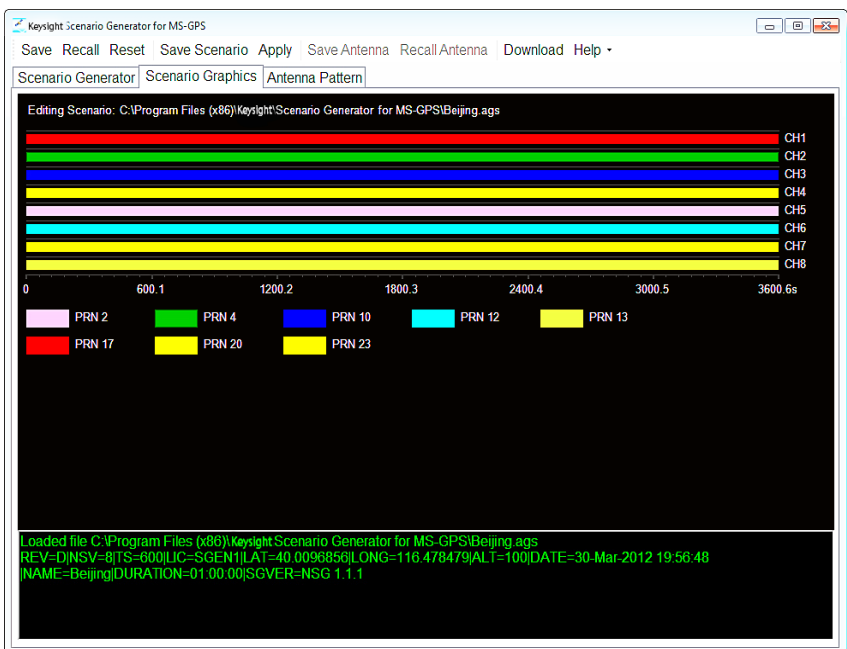 Keysight Scenario Generator for MS-GPS
Save Recall Reset Save Scenario Apply Save Antenna Recall Antenna Download Help
Scenario Generator Scenario Graphics Antenna Pattern
Editing Scenario: C:\Program Files (x86)\Keysight\Scenario Generator for MS-GPS\Beijing.ags
CH1
CH2
CH3
CH4
CH5
CH6
CH7
CH8
0 600.1 1200.2 1800.3 2400.4 3000.5 3600.6s
PRN 2 PRN 4 PRN 10 PRN 12 PRN 13
PRN 17 PRN 20 PRN 23
Loaded file C:\Program Files (x86)\Keysight Scenario Generator for MS-GPS\Beijing.ags
REV=D|NSV=8|TS=600|LIC=SGEN1|LAT=40.0096856|LONG=116.478479|ALT=100|DATE=30-Mar-2012 19:56:48
|NAME=Beijing|DURATION=01:00:00|SGVER=NSG 1.1.1